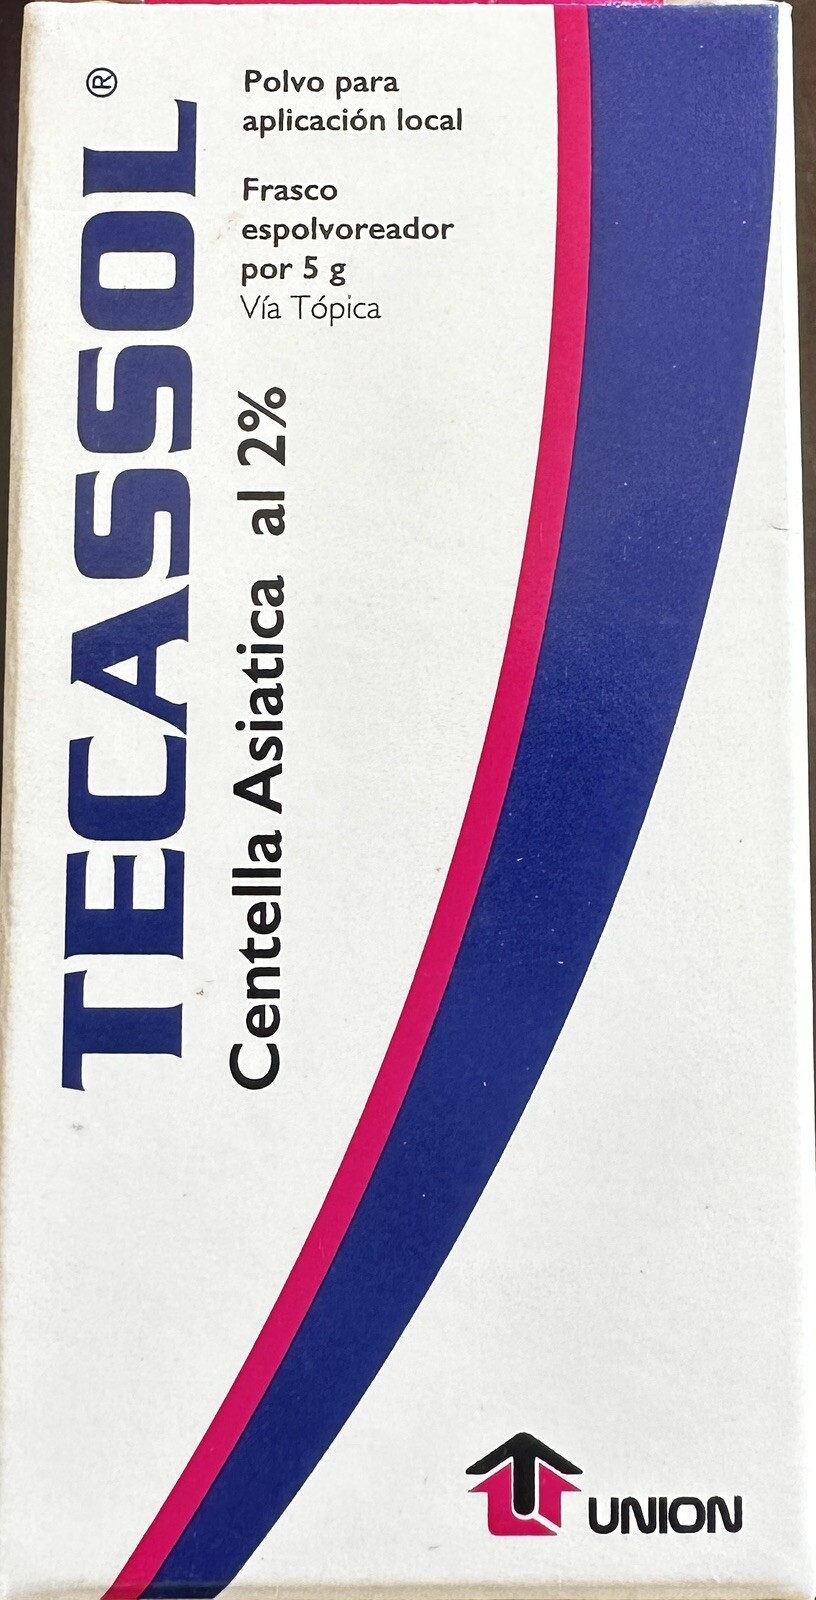 TECASSOL®
Centella Asiatica al 2%
Polvo para
aplicación local
Frasco
espolvoreador
por 5 g
Vía Tópica
UNION